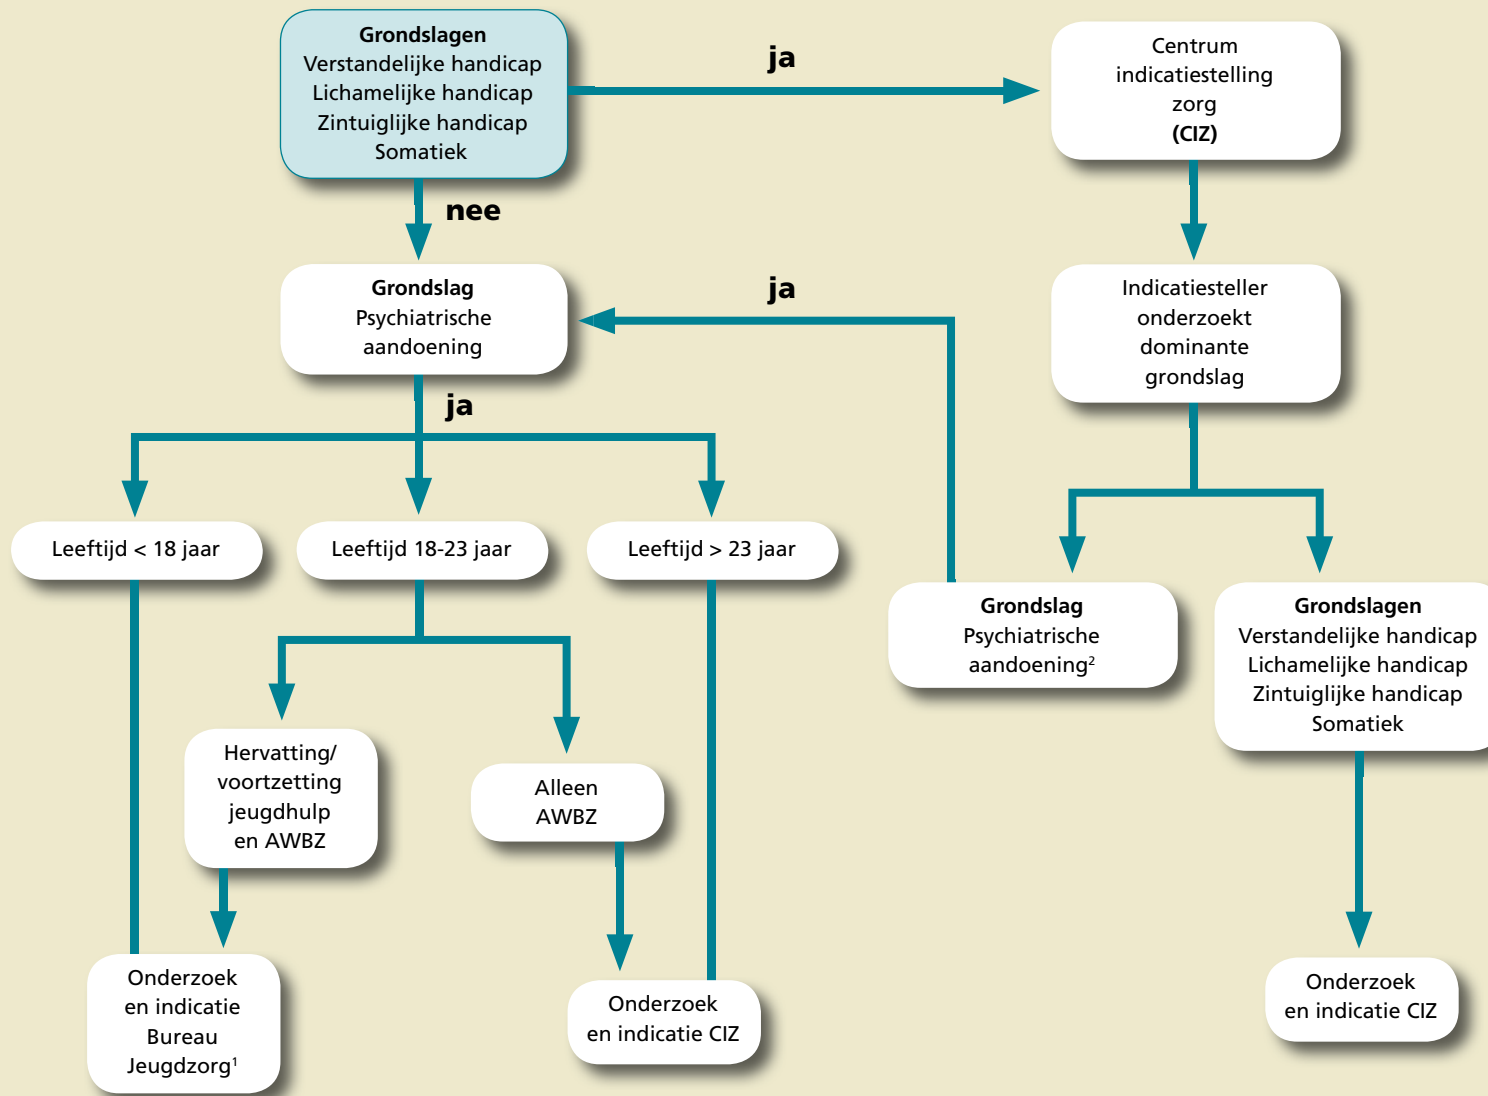 Grondslagen
Verstandelijke handicap
Lichamelijke handicap
Zintuiglijke handicap
Somatiek
ja
Centrum
indicatiestelling
zorg
(CIZ)
nee
Grondslag
Psychiatrische
aandoening
ja
Indicatiesteller
onderzoekt
dominante
grondslag
ja
Leeftijd < 18 jaar
Leeftijd 18-23 jaar
Leeftijd > 23 jaar
Grondslag
Psychiatrische
aandoening²
Grondslagen
Verstandelijke handicap
Lichamelijke handicap
Zintuiglijke handicap
Somatiek
Hervatting/
voortzetting
jeugdhulp
en AWBZ
Alleen
AWBZ
Onderzoek
en indicatie
Bureau
Jeugdzorg¹
Onderzoek
en indicatie CIZ
Onderzoek
en indicatie CIZ